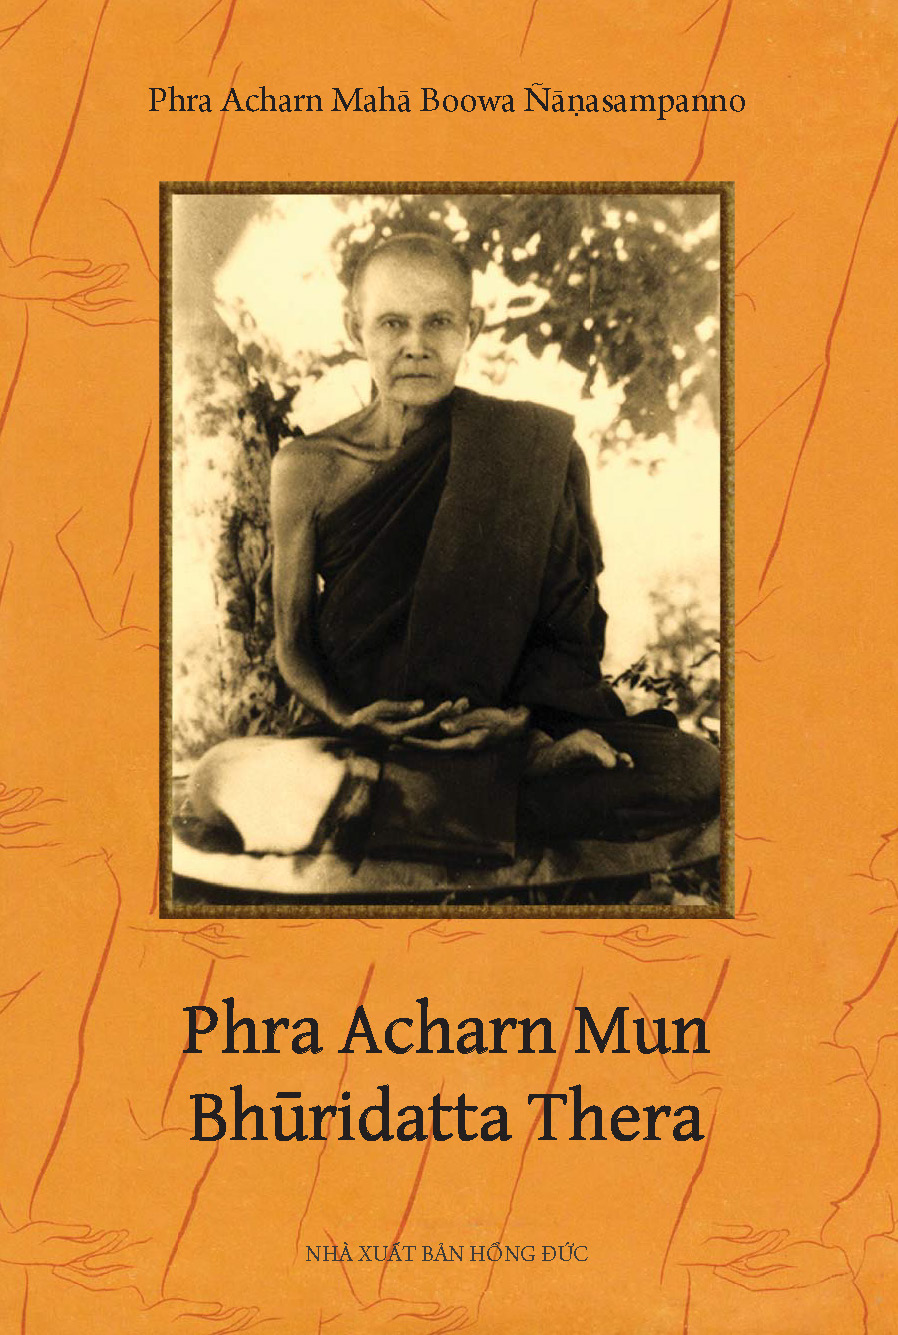 Phra Acharn Mahā Boowa Ñāṇasampanno
Phra Acharn Mun
Bhūridatta Thera
NHÀ XUẤT BẢN HỒNG ĐỨC